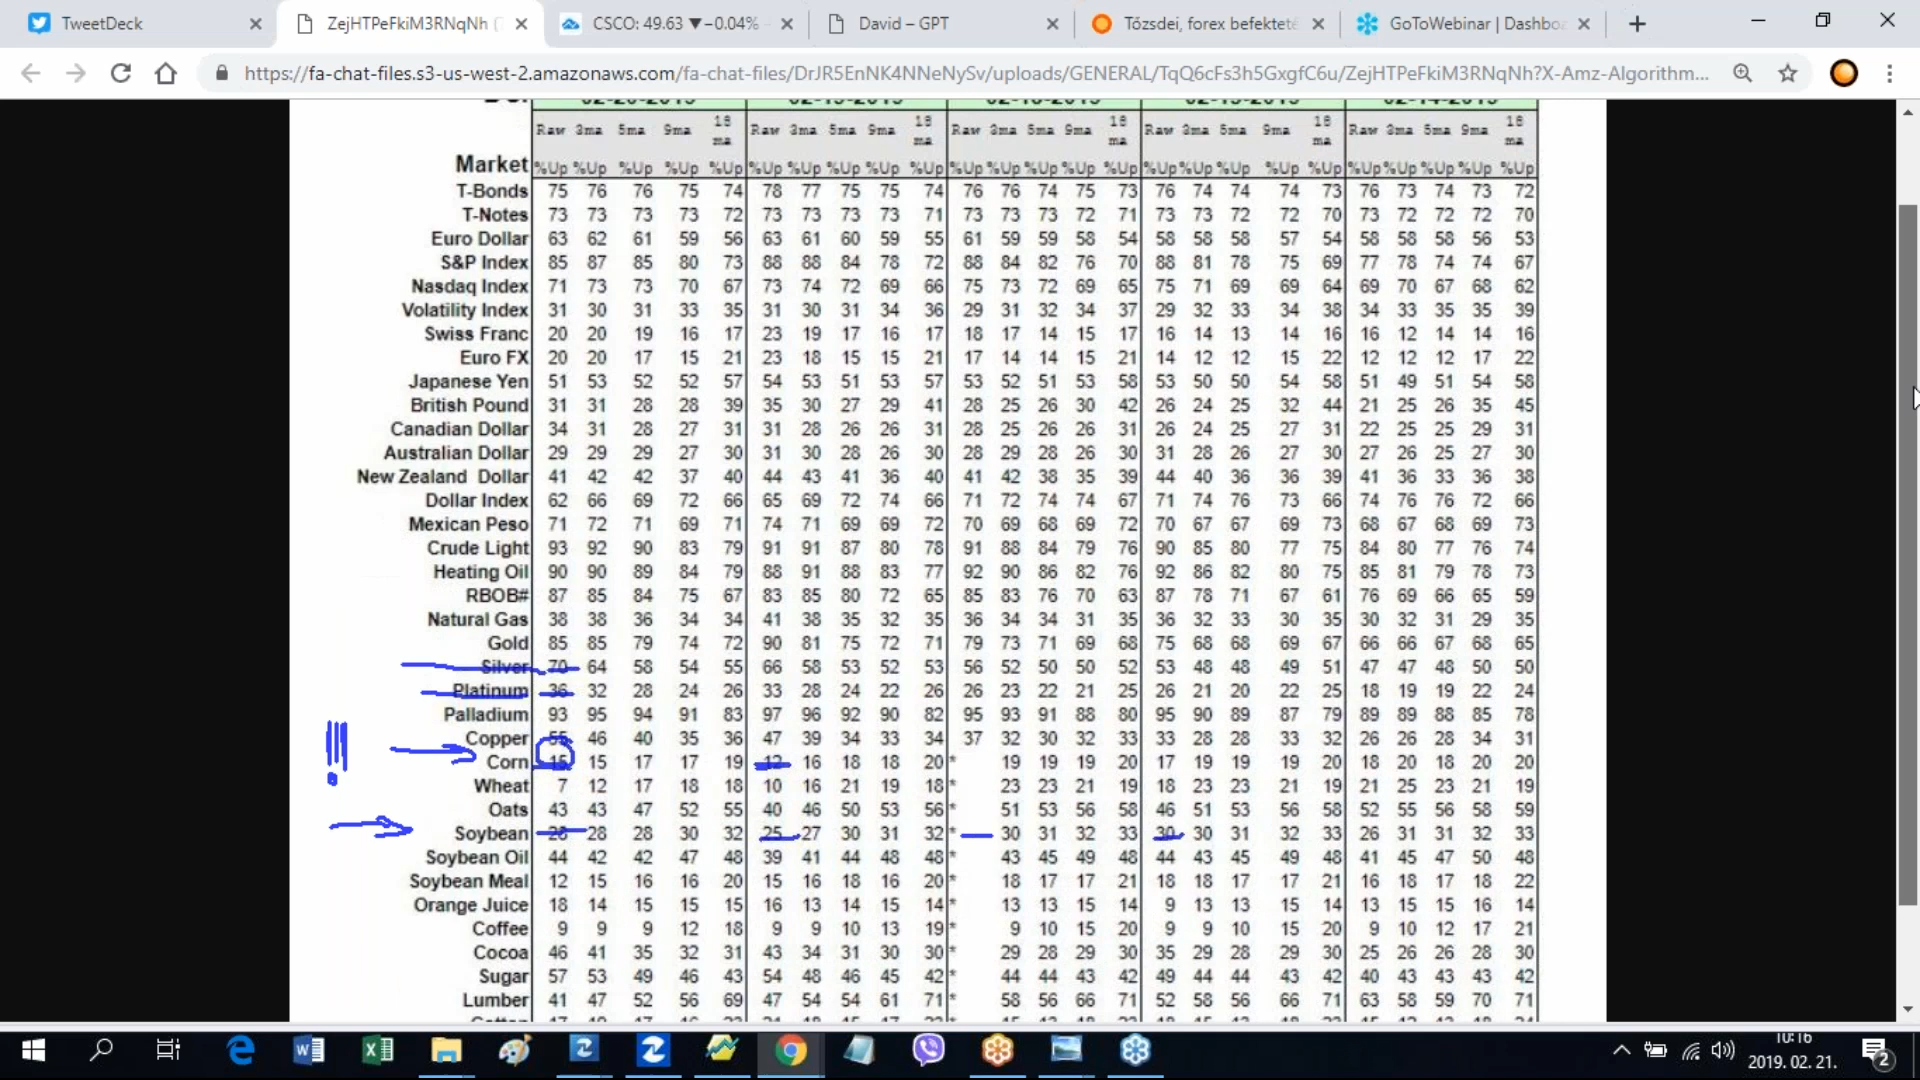 TweetDeck
ZejHTPeFkiM3RNqNh (
CSCO: 49.63 ▼−0.04%
David – GPT
Tőzsdei, forex befekteté
GoToWebinar | Dashbo
https://fa-chat-files.s3-us-west-2.amazonaws.com/fa-chat-files/DrJR5EnNK4NNeNySv/uploads/GENERAL/TqQ6cFs3h5GxgfC6u/ZejHTPeFkiM3RNqNh?X-Amz-Algorithm...
02-20-2019 02-19-2019 02-18-2019 02-15-2019 02-14-2019
Raw 3ma 5ma 9ma 18 ma Raw 3ma 5ma 9ma 18 ma Raw 3ma 5ma 9ma 18 ma Raw 3ma 5ma 9ma 18 ma Raw 3ma 5ma 9ma 18 ma
Market %Up %Up %Up %Up %Up %Up %Up %Up %Up %Up %Up %Up %Up %Up %Up %Up %Up %Up %Up %Up %Up %Up %Up %Up %Up
T-Bonds 75 76 76 75 74 78 77 75 75 74 76 76 74 75 73 76 74 74 74 73 76 73 74 73 72
T-Notes 73 73 73 73 72 73 73 73 73 71 73 73 73 72 71 73 73 72 72 70 73 72 72 72 70
Euro Dollar 63 62 61 59 56 63 61 60 59 55 61 59 59 58 54 58 58 58 57 54 58 58 58 56 53
S&P Index 85 87 85 80 73 88 88 84 78 72 88 84 82 76 70 88 81 78 75 69 77 78 74 74 67
Nasdaq Index 71 73 73 70 67 73 74 72 69 66 75 73 72 69 65 75 71 69 69 64 69 70 67 68 62
Volatility Index 31 30 31 33 35 31 30 31 34 36 29 31 32 34 37 29 32 33 34 38 34 33 35 35 39
Swiss Franc 20 20 19 16 17 23 19 17 16 17 18 17 14 15 17 16 14 13 14 16 16 12 14 14 16
Euro FX 20 20 17 15 21 23 18 15 15 21 17 14 14 15 21 14 12 12 15 22 12 12 12 17 22
Japanese Yen 51 53 52 52 57 54 53 51 53 57 53 52 51 53 58 53 50 50 54 58 51 49 51 54 58
British Pound 31 31 28 28 39 35 30 27 29 41 28 25 26 30 42 26 24 25 32 44 21 25 26 35 45
Canadian Dollar 34 31 28 27 31 31 28 26 26 31 28 25 26 26 31 26 24 25 27 31 22 25 25 29 31
Australian Dollar 29 29 29 27 30 31 30 28 26 30 28 29 28 26 30 31 28 26 27 30 27 26 25 27 30
New Zealand Dollar 41 42 42 37 40 44 43 41 36 40 41 42 38 35 39 44 40 36 36 39 41 36 33 36 38
Dollar Index 62 66 69 72 66 65 69 72 74 66 71 72 74 74 67 71 74 76 73 66 74 76 76 72 66
Mexican Peso 71 72 71 69 71 74 71 69 69 72 70 69 68 69 72 70 67 67 69 73 68 67 68 69 73
Crude Light 93 92 90 83 79 91 91 87 80 78 91 88 84 79 76 90 85 80 77 75 84 80 77 76 74
Heating Oil 90 90 89 84 79 88 91 88 83 77 92 90 86 82 76 92 86 82 80 75 85 81 79 78 73
RBOB# 87 85 84 75 67 83 85 80 72 65 85 83 76 70 63 87 78 71 67 61 76 69 66 65 59
Natural Gas 38 38 36 34 34 41 38 35 32 35 36 34 34 31 35 36 32 33 30 35 30 32 31 29 35
Gold 85 85 79 74 72 90 81 75 72 71 79 73 71 69 68 75 68 68 69 67 66 66 67 68 65
Silver 70 64 58 54 55 66 58 53 52 53 56 52 50 50 52 53 48 48 49 51 47 47 48 50 50
Platinum 36 32 28 24 26 33 28 24 22 26 26 23 22 21 25 26 21 20 22 25 18 19 19 22 24
Palladium 93 95 94 91 83 97 96 92 90 82 95 93 91 88 80 95 90 89 87 79 89 89 88 85 78
!!! Copper 55 46 40 35 36 47 39 34 33 34 37 32 30 32 33 33 28 28 33 32 26 26 28 34 31
Corn 15 15 17 17 19 12 16 18 18 20* 19 19 19 20 17 19 19 19 20 18 20 18 20 20
Wheat 7 12 17 18 18 10 16 21 19 18* 23 23 21 19 18 23 23 21 19 21 25 23 21 19
Oats 43 43 47 52 55 40 46 50 53 56* 51 53 56 58 46 51 53 56 58 52 55 56 58 59
Soybean 28 28 30 32 25 27 30 31 32* 30 31 32 33 30 30 31 32 33 26 31 31 32 33
Soybean Oil 44 42 42 47 48 39 41 44 48 48* 43 45 49 48 44 43 45 49 48 41 45 47 50 48
Soybean Meal 12 15 16 16 20 15 16 18 16 20* 18 17 17 21 18 18 17 17 21 16 18 17 18 22
Orange Juice 18 14 15 15 15 16 13 14 15 14* 13 13 15 14 9 13 13 15 14 13 15 15 16 14
Coffee 9 9 9 12 18 9 9 10 13 19* 9 10 15 20 9 9 10 15 20 9 10 12 17 21
Cocoa 46 41 35 32 31 43 34 31 30 30* 29 28 29 30 35 29 28 29 30 25 26 26 28 30
Sugar 57 53 49 46 43 54 48 46 45 42* 44 44 43 42 49 44 44 43 42 40 43 43 43 42
Lumber 41 47 52 56 69 47 54 54 61 71* 58 56 66 71 52 58 56 66 71 63 58 59 70 71
10:16
2019. 02. 21.
2